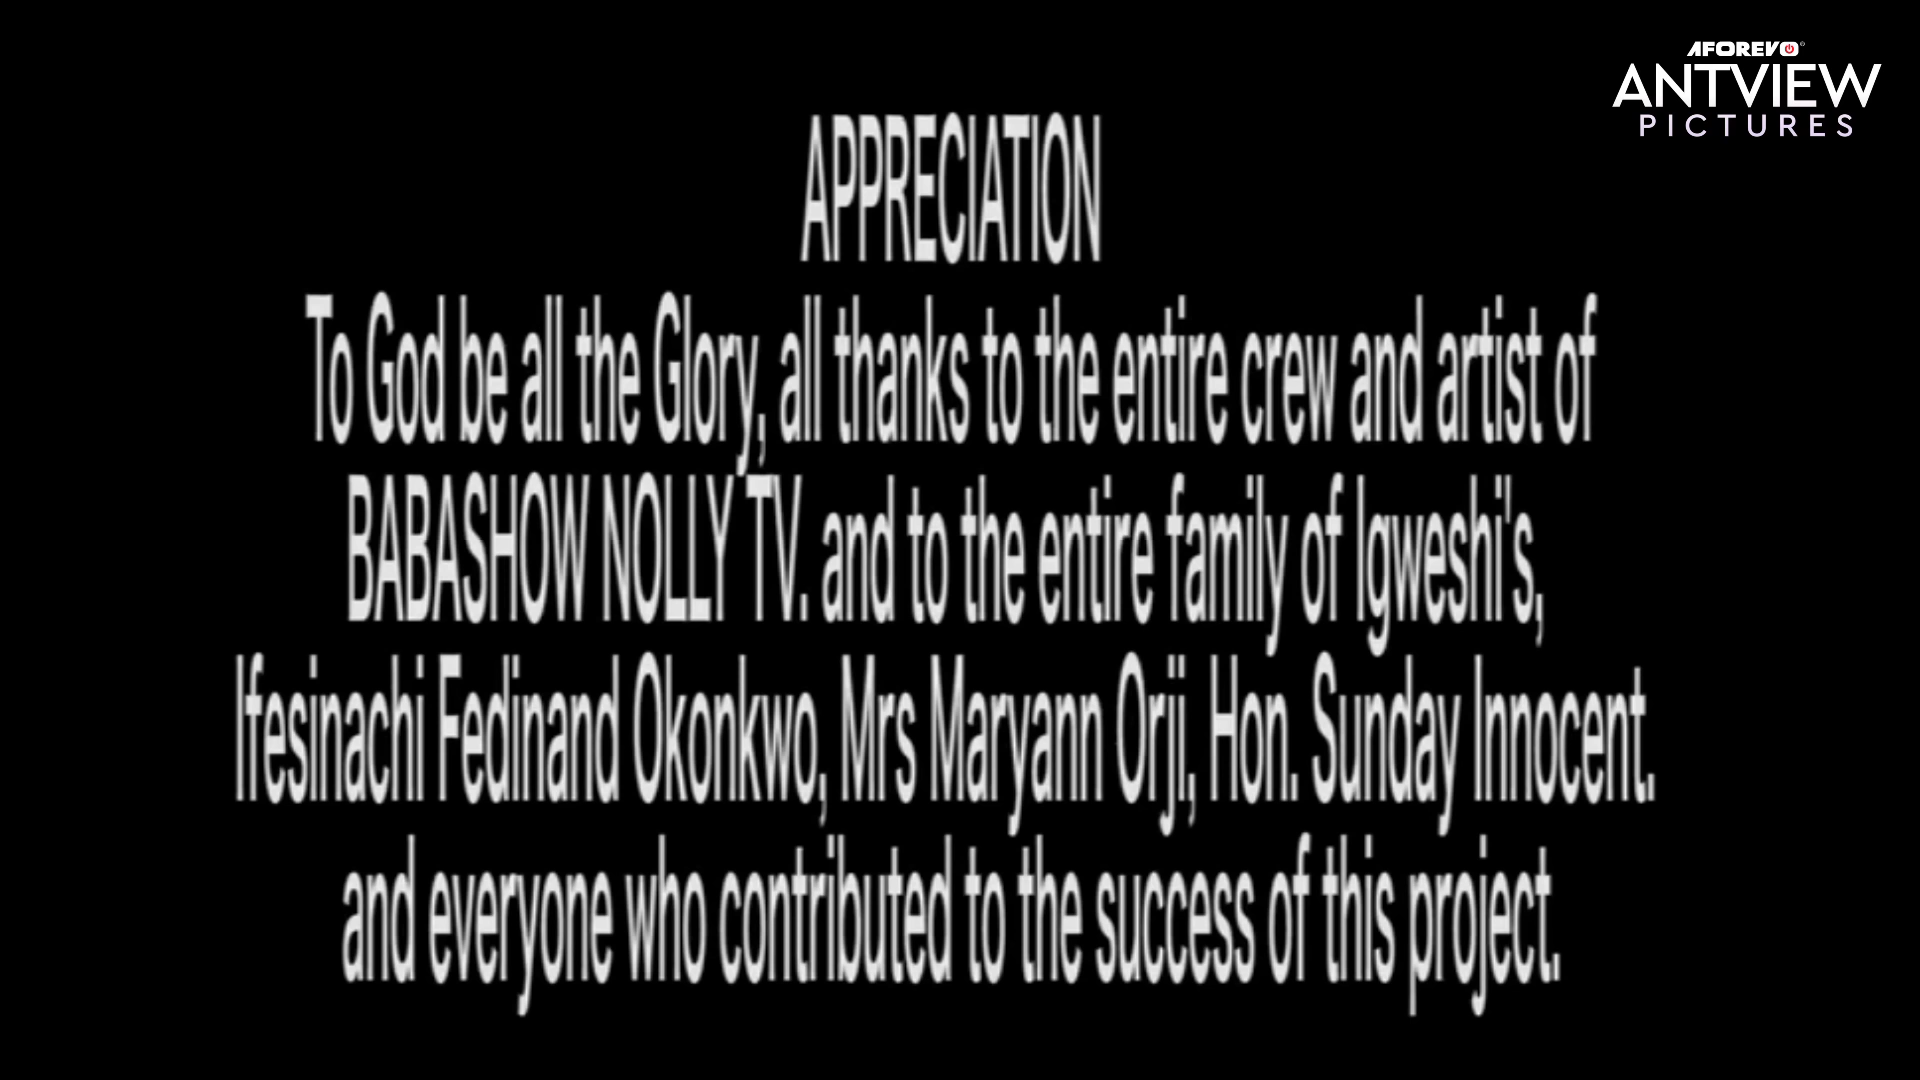 AFOREVO
ANTVIEW
PICTURES
APPRECIATION
To God be all the Glory, all thanks to the entire crew and artist of
BABASHOW NOLLY TV. and to the entire family of Igweshi's,
Ifesinachi Fedinand Okonkwo, Mrs Maryann Orji, Hon. Sunday Innocent.
and everyone who contributed to the success of this project.